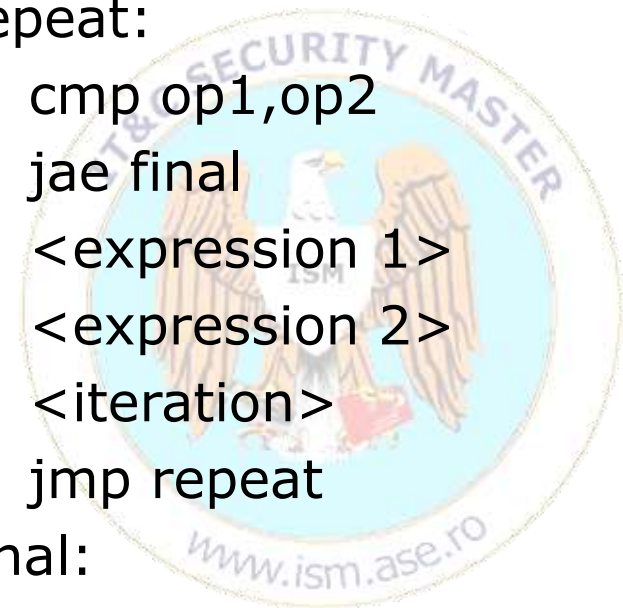 epeat:
cmp op1,op2
jae final
<expression 1>
<expression 2>
<iteration>
jmp repeat
nal:
IT&C SECURITY MASTER
ISM
www.ism.ase.ro